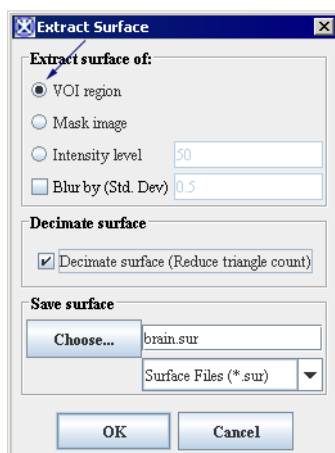 Extract Surface
Extract surface of:
VOI region
Mask image
Intensity level 50
Blur by (Std. Dev) 0.5
Decimate surface
Decimate surface (Reduce triangle count)
Save surface
Choose... brain.sur
Surface Files (*.sur)
OK Cancel